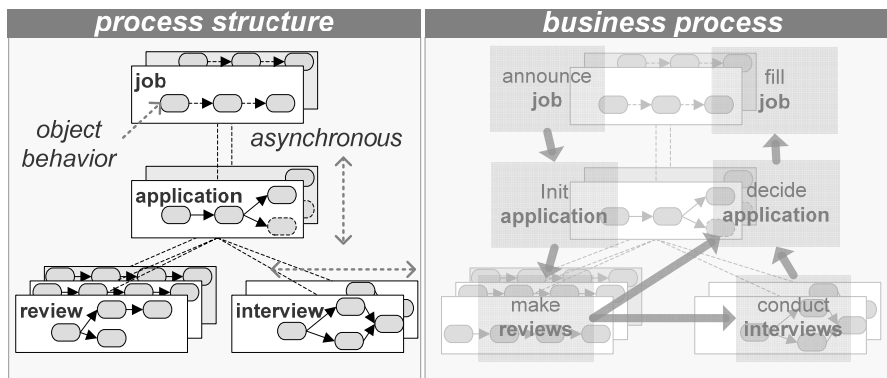 process structure
job
object
behavior
asynchronous
application
review
interview
business process
announce
job
fill
job
Init
application
decide
application
make
reviews
conduct
interviews